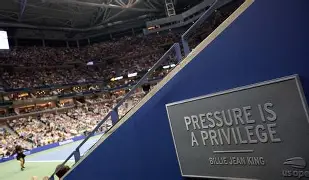 PRESSURE IS
A PRIVILEGE
BILLIE JEAN KING
us open